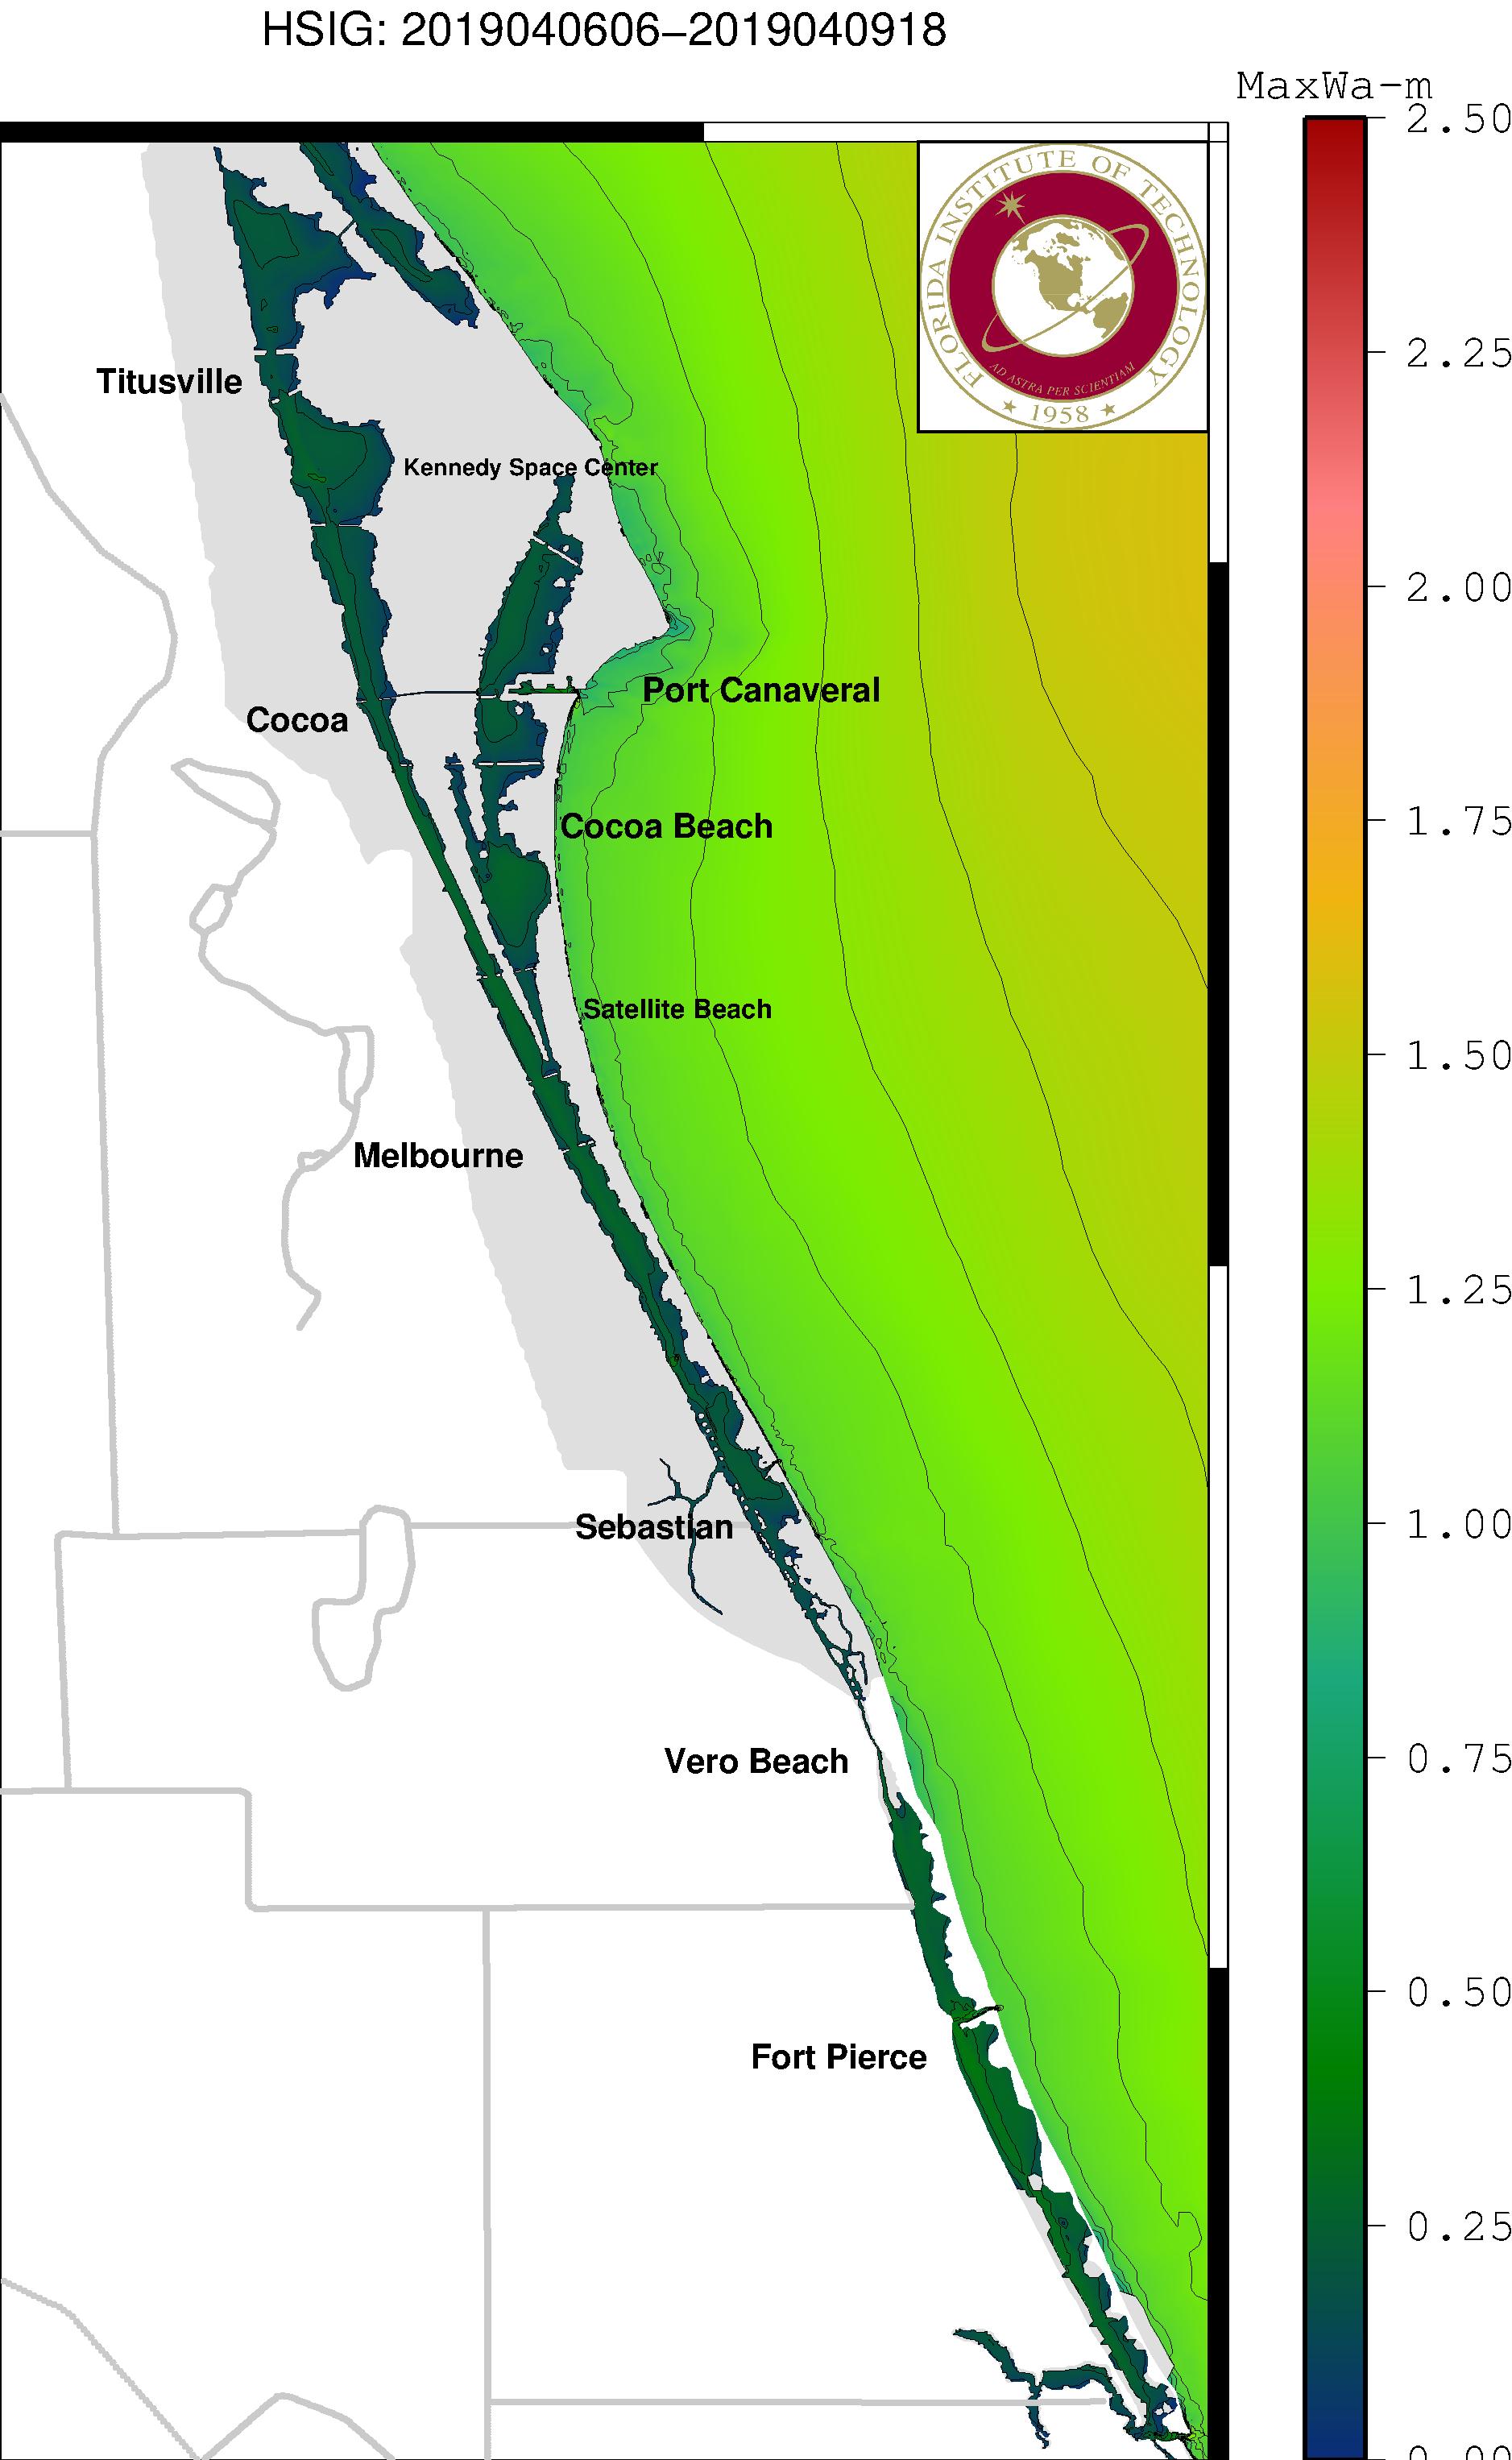 HSIG: 2019040606–2019040918
MaxWa-m
2.50
2.25
2.00
1.75
1.50
1.25
1.00
0.75
0.50
0.25
0.00
FLORIDA INSTITUTE OF TECHNOLOGY
AD ASTRA PER SCIENTIAM
★ 1958 ★
Titusville
Kennedy Space Center
Port Canaveral
Cocoa
Cocoa Beach
Satellite Beach
Melbourne
Sebastian
Vero Beach
Fort Pierce